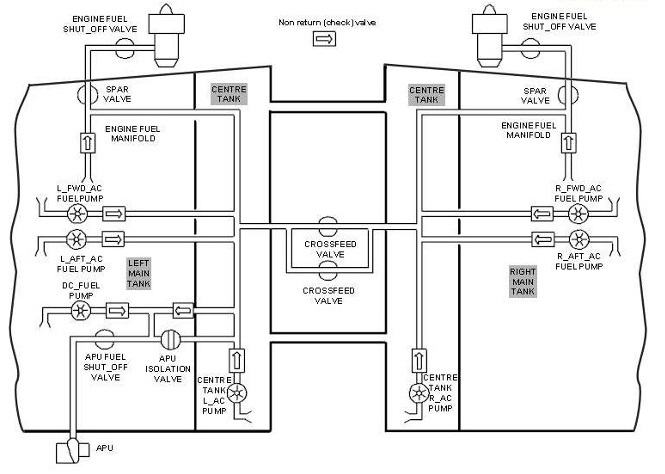 ENGINE FUEL
SHUT_OFF VALVE
Non return (check) valve
ENGINE FUEL
SHUT_OFF VALVE
SPAR
VALVE
CENTRE
TANK
CENTRE
TANK
SPAR
VALVE
ENGINE FUEL
MANIFOLD
ENGINE FUEL
MANIFOLD
L_FWD_AC
FUEL PUMP
R_FWD_AC
FUEL PUMP
L_AFT_AC
FUEL PUMP
LEFT
MAIN
TANK
CROSSFEED
VALVE
R_AFT_AC
FUEL PUMP
RIGHT
MAIN
TANK
DC_FUEL
PUMP
CROSSFEED
VALVE
APU FUEL
SHUT_OFF
VALVE
APU
ISOLATION
VALVE
CENTRE
TANK
L_AC
PUMP
CENTRE
TANK
R_AC
PUMP
APU